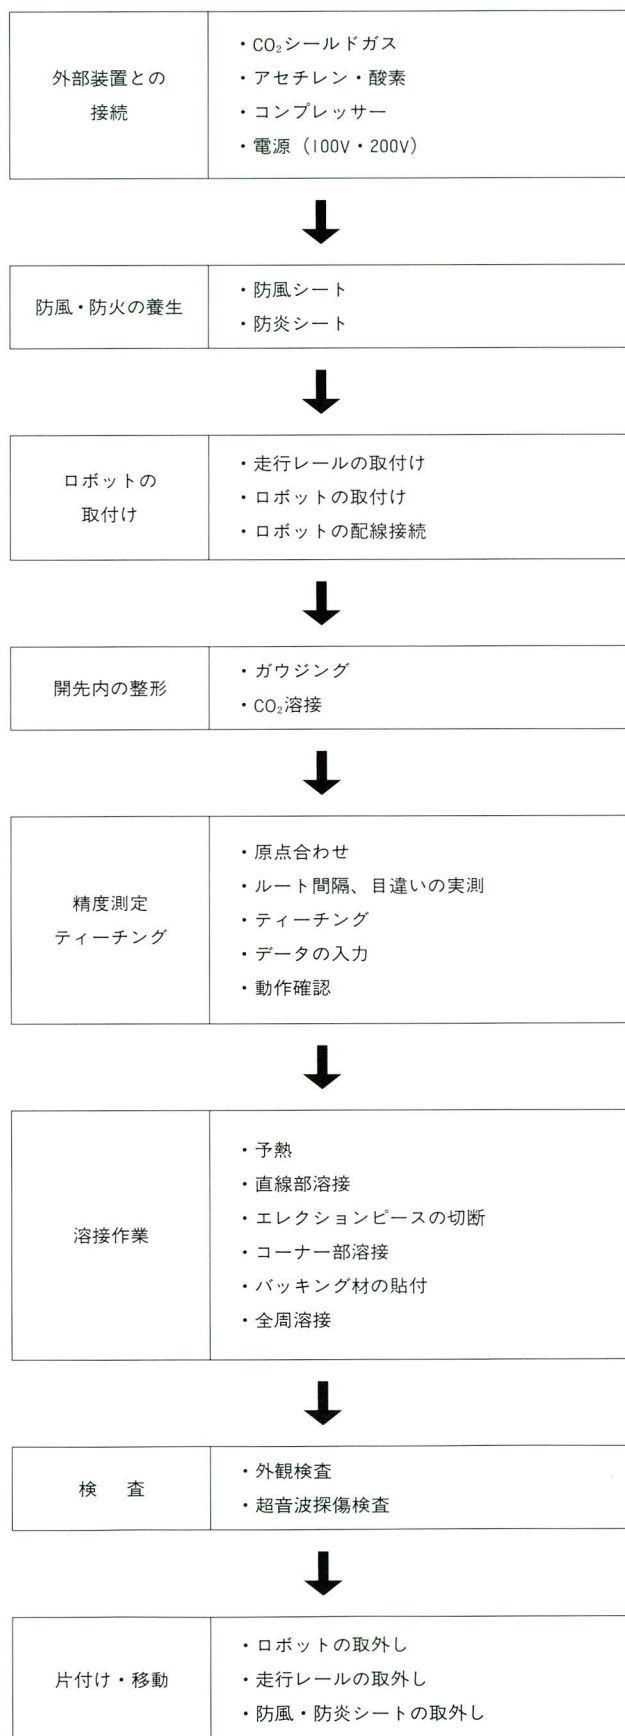 外部装置との
接続
・CO₂シールドガス
・アセチレン・酸素
・コンプレッサー
・電源（100V・200V）
防風・防火の養生
・防風シート
・防炎シート
ロボットの
取付け
・走行レールの取付け
・ロボットの取付け
・ロボットの配線接続
開先内の整形
・ガウジング
・CO₂溶接
精度測定
ティーチング
・原点合わせ
・ルート間隔、目違いの実測
・ティーチング
・データの入力
・動作確認
溶接作業
・予熱
・直線部溶接
・エレクションピースの切断
・コーナー部溶接
・バッキング材の貼付
・全周溶接
検　査
・外観検査
・超音波探傷検査
片付け・移動
・ロボットの取外し
・走行レールの取外し
・防風・防炎シートの取外し